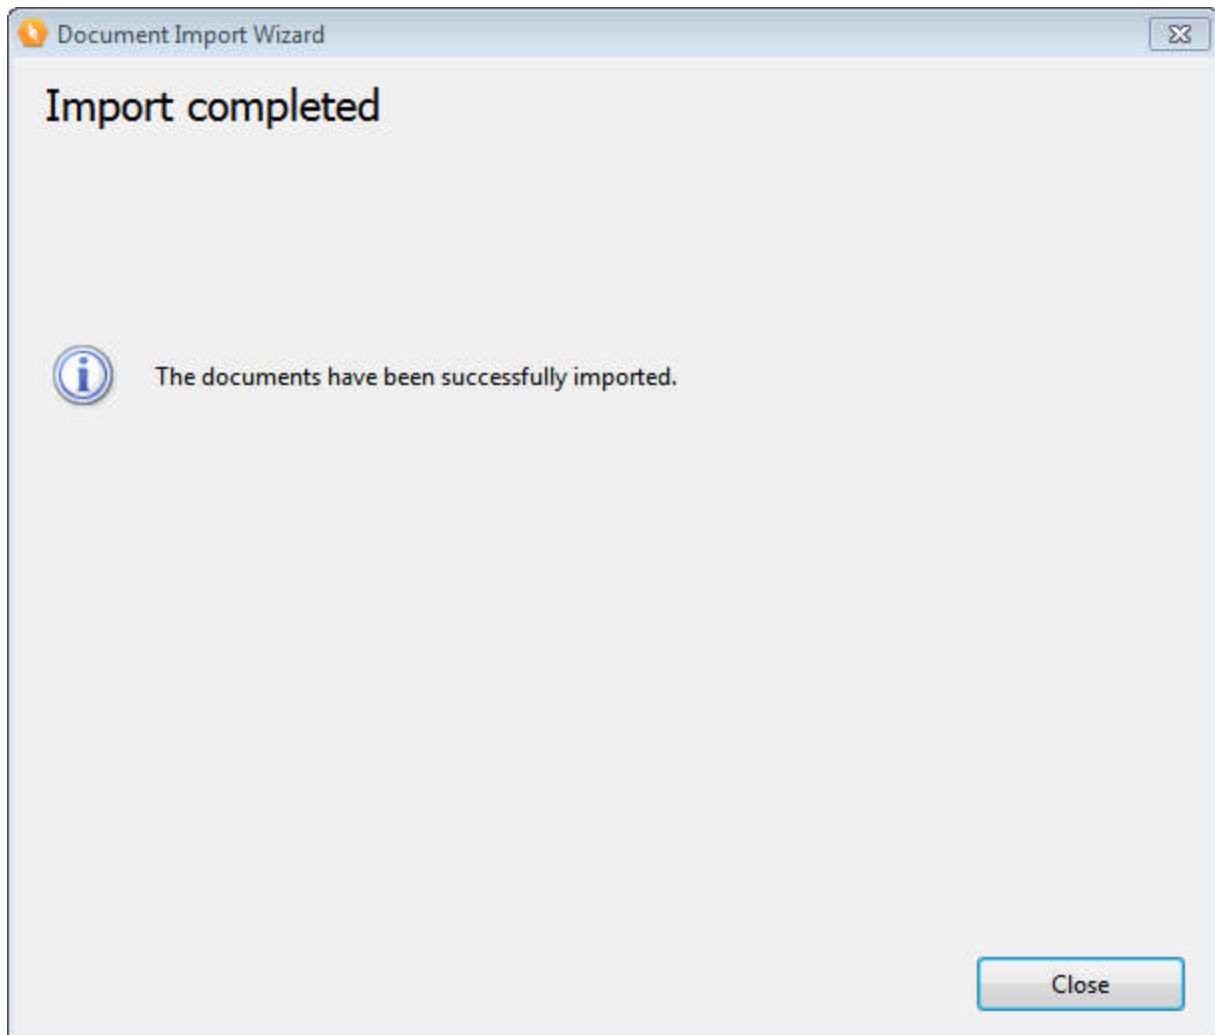 Document Import Wizard
Import completed
The documents have been successfully imported.
Close